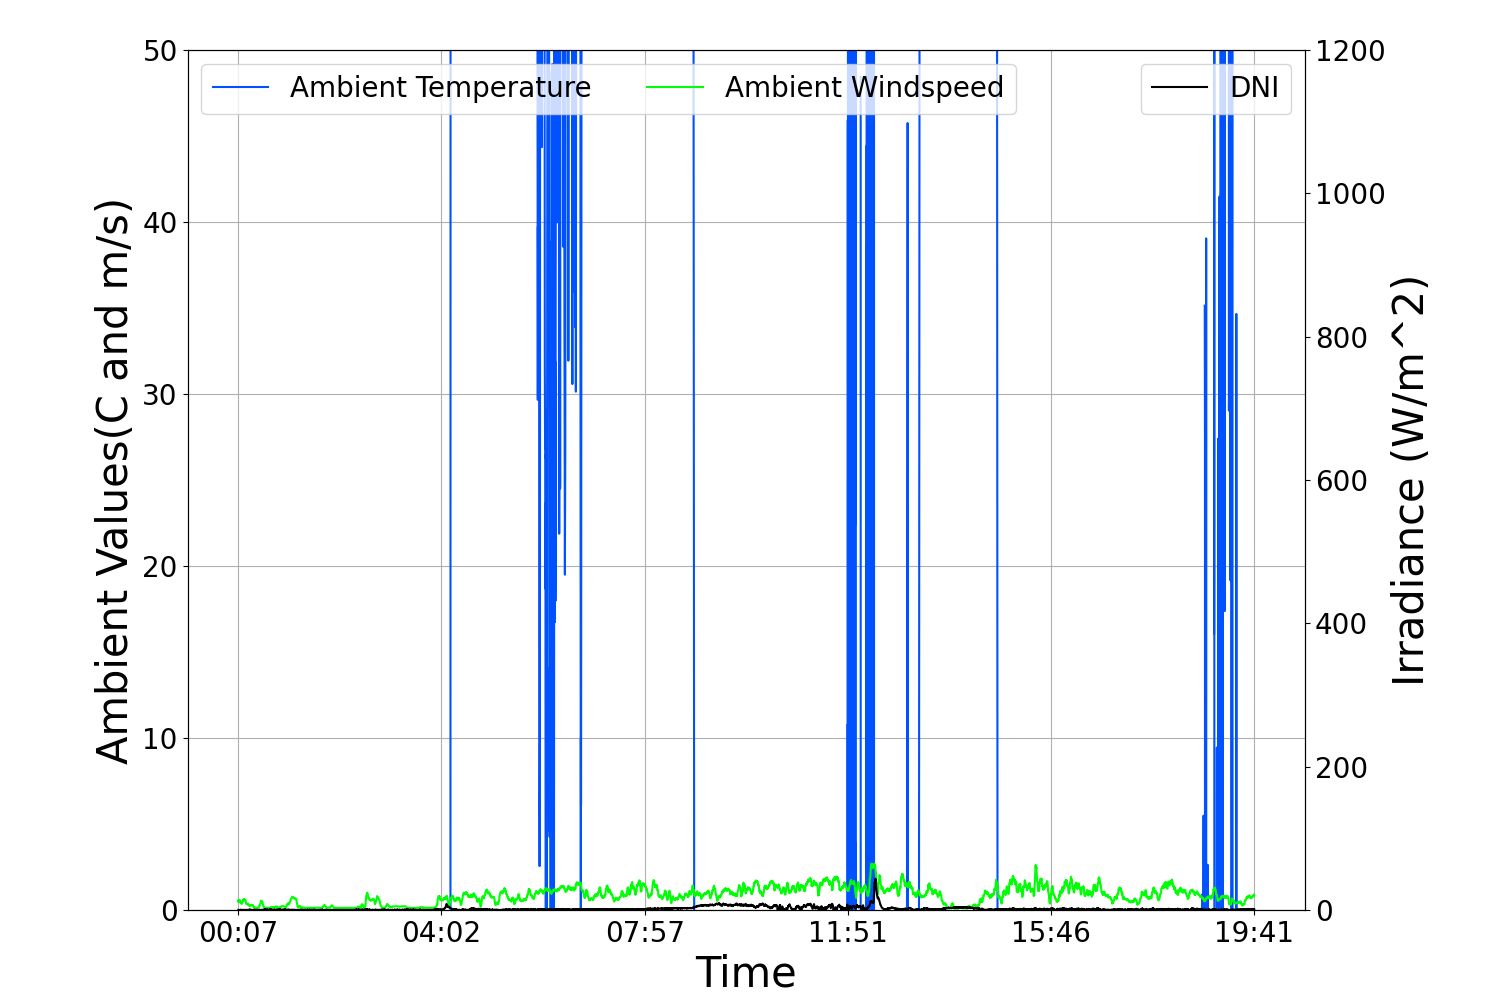 Ambient Temperature
Ambient Windspeed
DNI
50
40
30
20
10
0
Ambient Values(C and m/s)
1200
1000
800
600
400
200
0
Irradiance (W/m^2)
00:07 04:02 07:57 11:51 15:46 19:41
Time